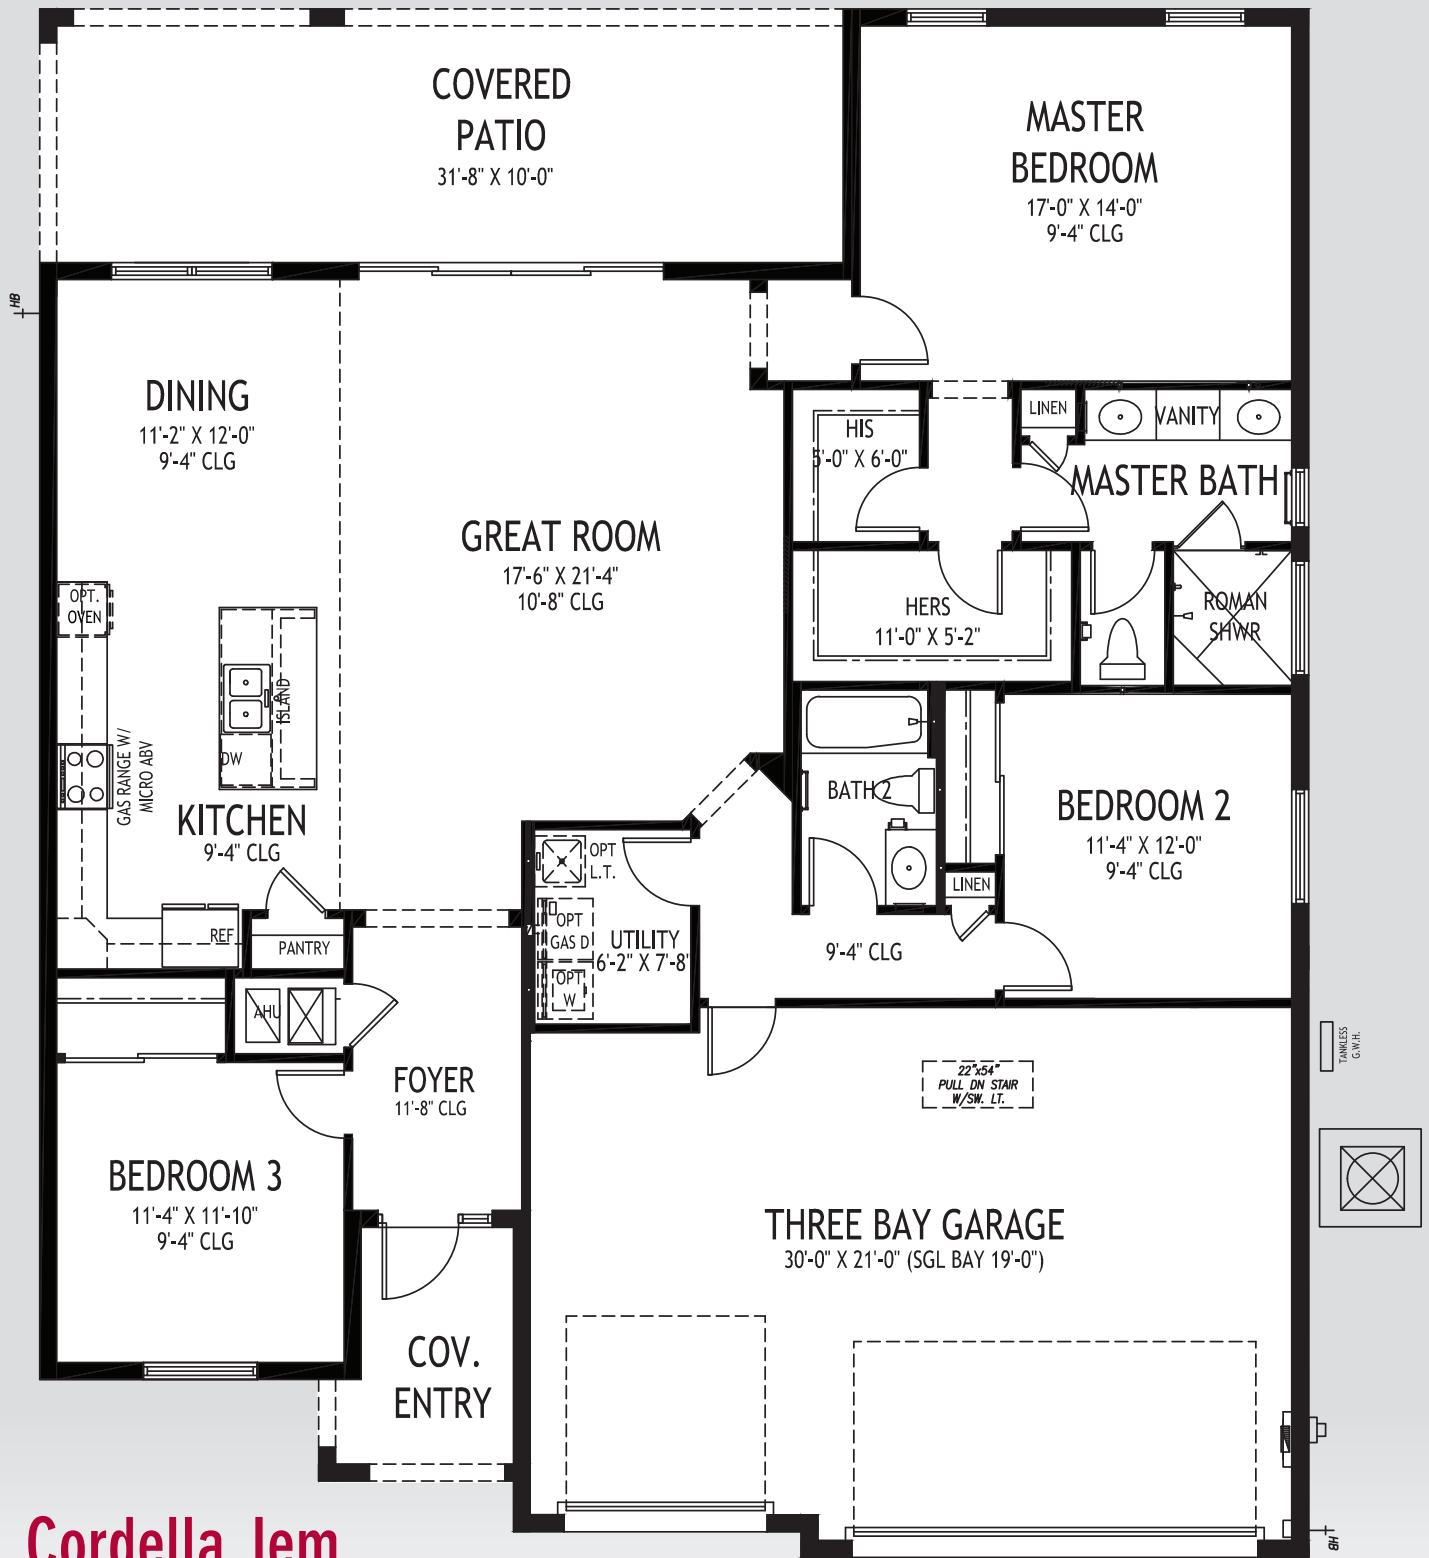 COVERED
PATIO
31'-8" X 10'-0"
MASTER
BEDROOM
17'-0" X 14'-0"
9'-4" CLG
HB
DINING
11'-2" X 12'-0"
9'-4" CLG
GREAT ROOM
17'-6" X 21'-4"
10'-8" CLG
HIS
5'-0" X 6'-0"
LINEN
VANITY
MASTER BATH
HERS
11'-0" X 5'-2"
ROMAN
SHWR
OPT.
OVEN
ISLAND
DW
GAS RANGE W/
MICRO ABV
KITCHEN
9'-4" CLG
BATH 2
BEDROOM 2
11'-4" X 12'-0"
9'-4" CLG
LINEN
OPT
L.T.
OPT
GAS D
OPT
W
UTILITY
6'-2" X 7'-8"
9'-4" CLG
REF
PANTRY
AHU
FOYER
11'-8" CLG
22"x54"
PULL DN STAIR
W/SW. LT.
TANKLESS
G.W.H.
BEDROOM 3
11'-4" X 11'-10"
9'-4" CLG
THREE BAY GARAGE
30'-0" X 21'-0" (SGL BAY 19'-0")
COV.
ENTRY
HB
Cordella Jem